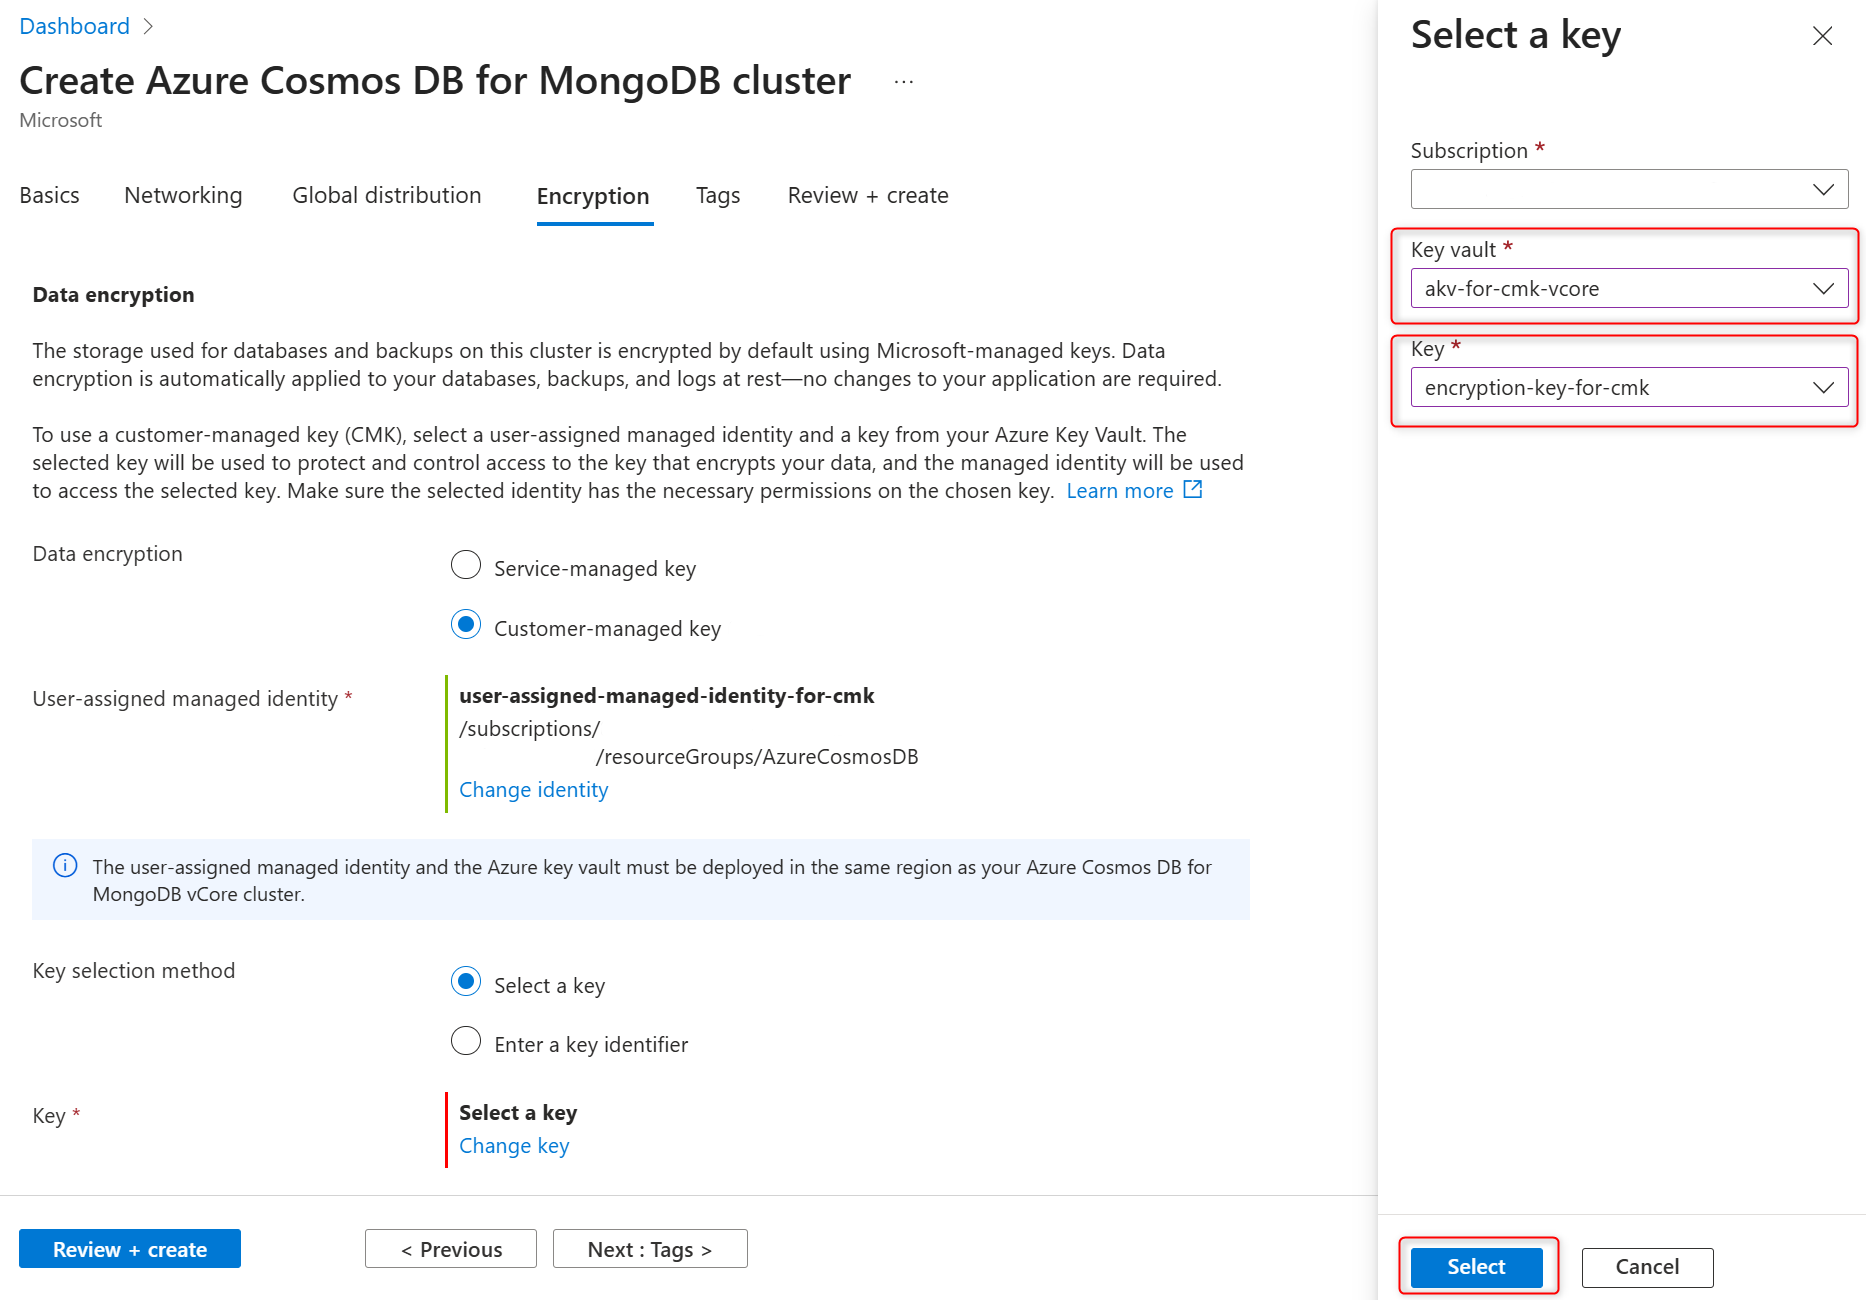 Dashboard
Create Azure Cosmos DB for MongoDB cluster ...
Microsoft
Basics Networking Global distribution Encryption Tags Review + create
Data encryption
The storage used for databases and backups on this cluster is encrypted by default using Microsoft-managed keys. Data
encryption is automatically applied to your databases, backups, and logs at rest—no changes to your application are required.
To use a customer-managed key (CMK), select a user-assigned managed identity and a key from your Azure Key Vault. The
selected key will be used to protect and control access to the key that encrypts your data, and the managed identity will be used
to access the selected key. Make sure the selected identity has the necessary permissions on the chosen key. Learn more
Data encryption
Service-managed key
Customer-managed key
User-assigned managed identity *
user-assigned-managed-identity-for-cmk
/subscriptions/
/resourceGroups/AzureCosmosDB
Change identity
The user-assigned managed identity and the Azure key vault must be deployed in the same region as your Azure Cosmos DB for
MongoDB vCore cluster.
Key selection method
Select a key
Enter a key identifier
Key *
Select a key
Change key
Review + create
< Previous
Next : Tags >
Select a key
Subscription *
Key vault *
akv-for-cmk-vcore
Key *
encryption-key-for-cmk
Select
Cancel